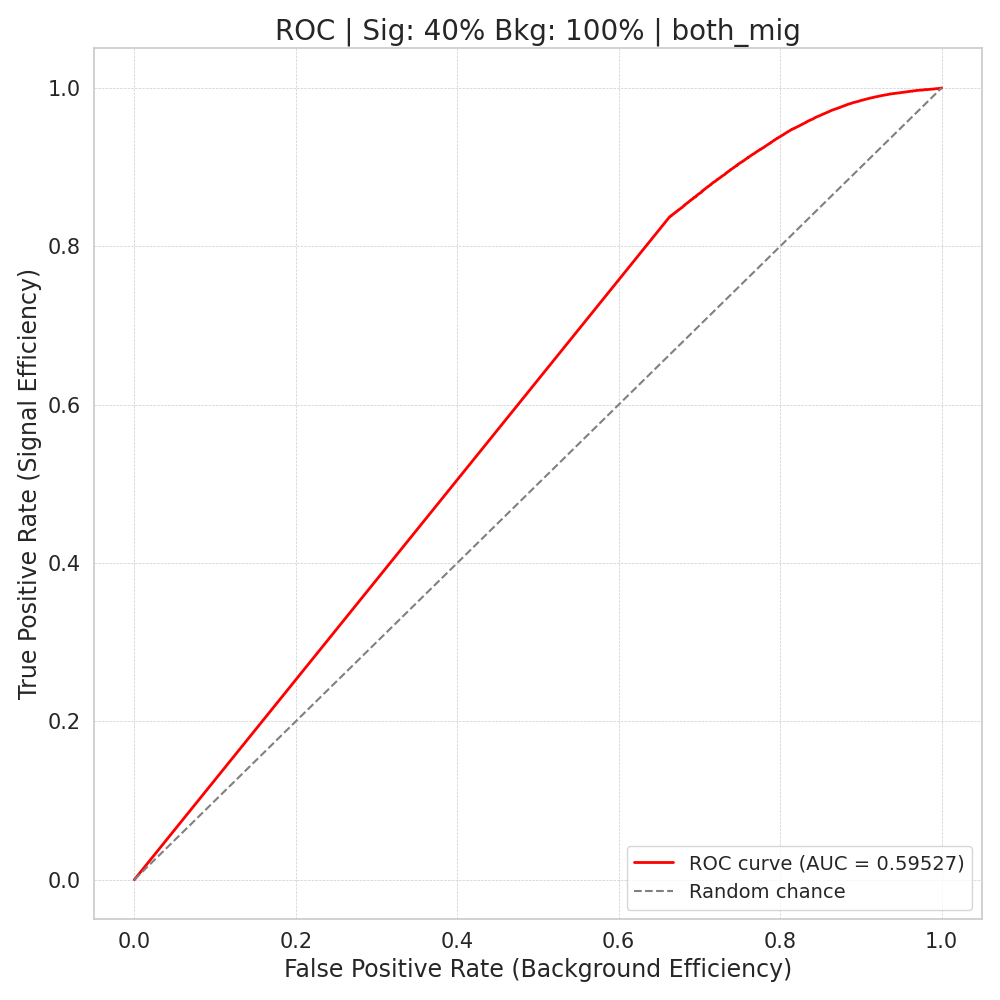 ROC | Sig: 40% Bkg: 100% | both_mig
True Positive Rate (Signal Efficiency)
1.0
0.8
0.6
0.4
0.2
0.0
ROC curve (AUC = 0.59527)
Random chance
0.0 0.2 0.4 0.6 0.8 1.0
False Positive Rate (Background Efficiency)